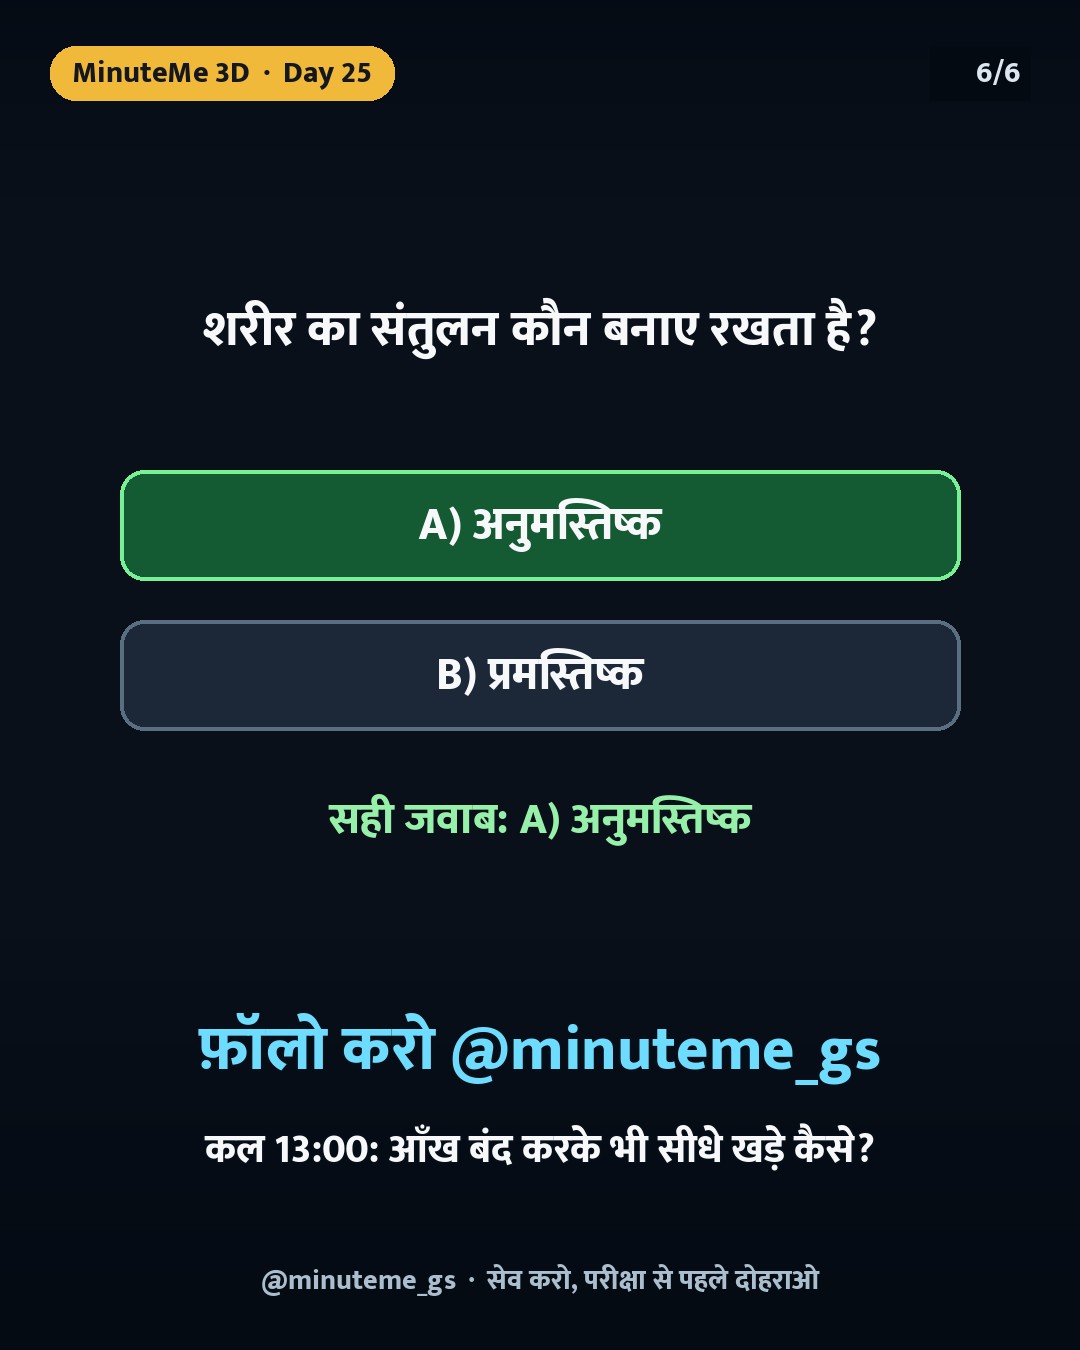 MinuteMe 3D · Day 25
6/6
शरीर का संतुलन कौन बनाए रखता है?
A) अनुमस्तिष्क
B) प्रमस्तिष्क
सही जवाब: A) अनुमस्तिष्क
फ़ॉलो करो @minuteme_gs
कल 13:00: आँख बंद करके भी सीधे खड़े कैसे?
@minuteme_gs · सेव करो, परीक्षा से पहले दोहराओ